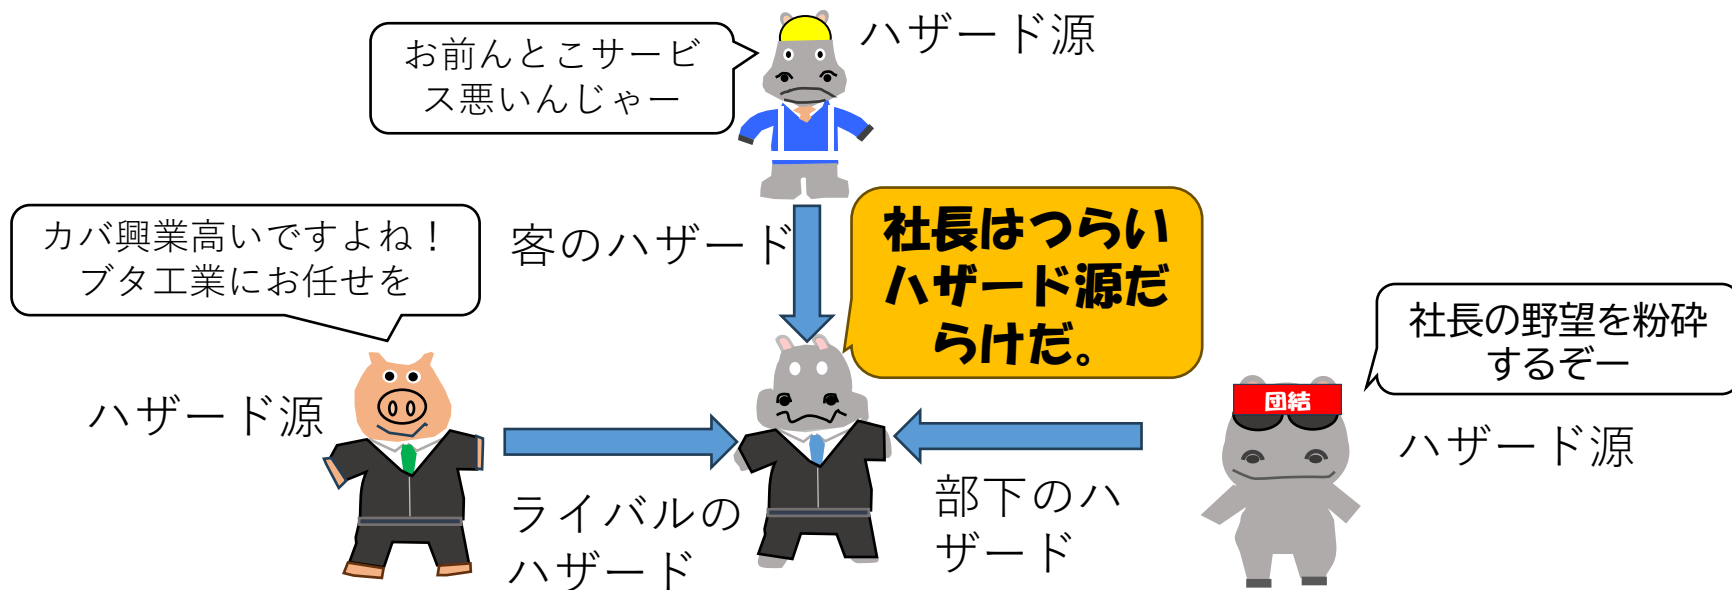 ハザード源
お前んとこサービ
ス悪いんじゃー
カバ興業高いですよね！
ブタ工業にお任せを
客のハザード
社長はつらい
ハザード源だ
らけだ。
社長の野望を粉砕
するぞー
団結
ハザード源
ハザード源
ライバルの
ハザード
部下のハ
ザード